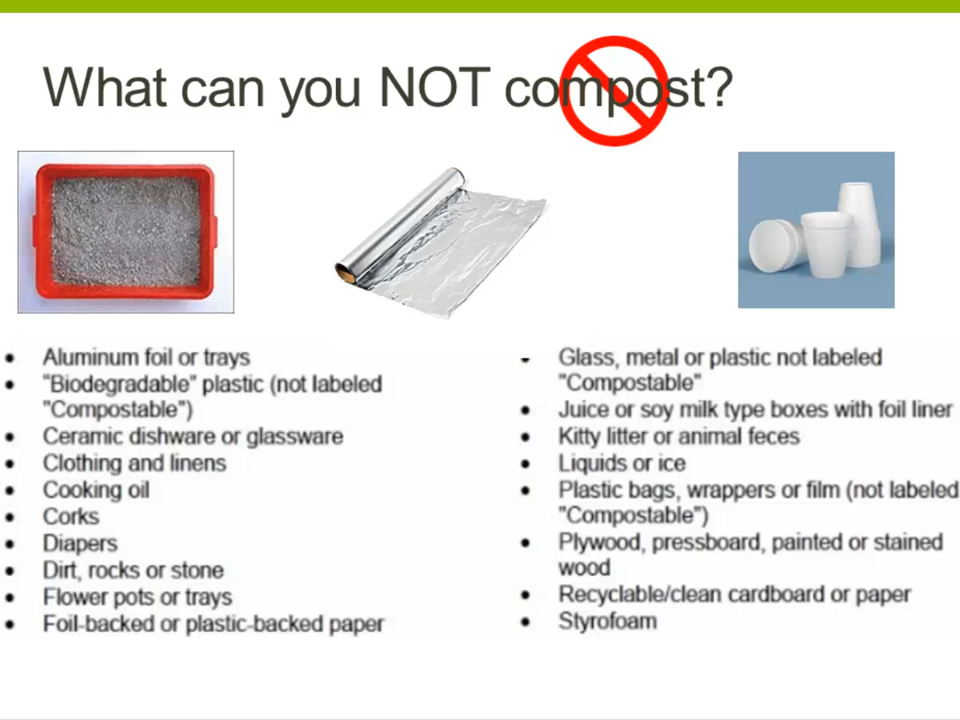 What can you NOT compost?
• Aluminum foil or trays
• "Biodegradable" plastic (not labeled
"Compostable")
• Ceramic dishware or glassware
• Clothing and linens
• Cooking oil
• Corks
• Diapers
• Dirt, rocks or stone
• Flower pots or trays
• Foil-backed or plastic-backed paper
• Glass, metal or plastic not labeled
"Compostable"
• Juice or soy milk type boxes with foil liner
• Kitty litter or animal feces
• Liquids or ice
• Plastic bags, wrappers or film (not labeled
"Compostable")
• Plywood, pressboard, painted or stained
wood
• Recyclable/clean cardboard or paper
• Styrofoam